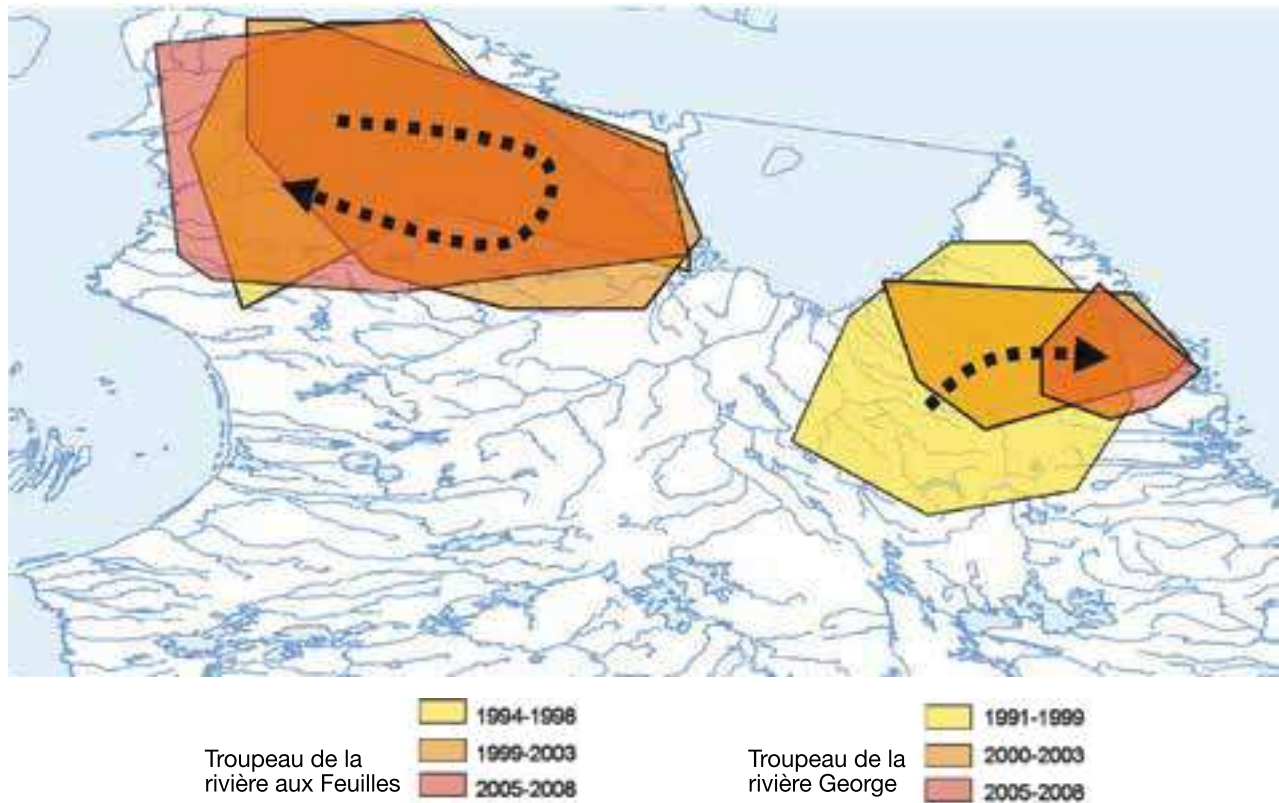 Troupeau de la
rivière aux Feuilles
1994-1998
1999-2003
2005-2008
Troupeau de la
rivière George
1991-1999
2000-2003
2005-2008